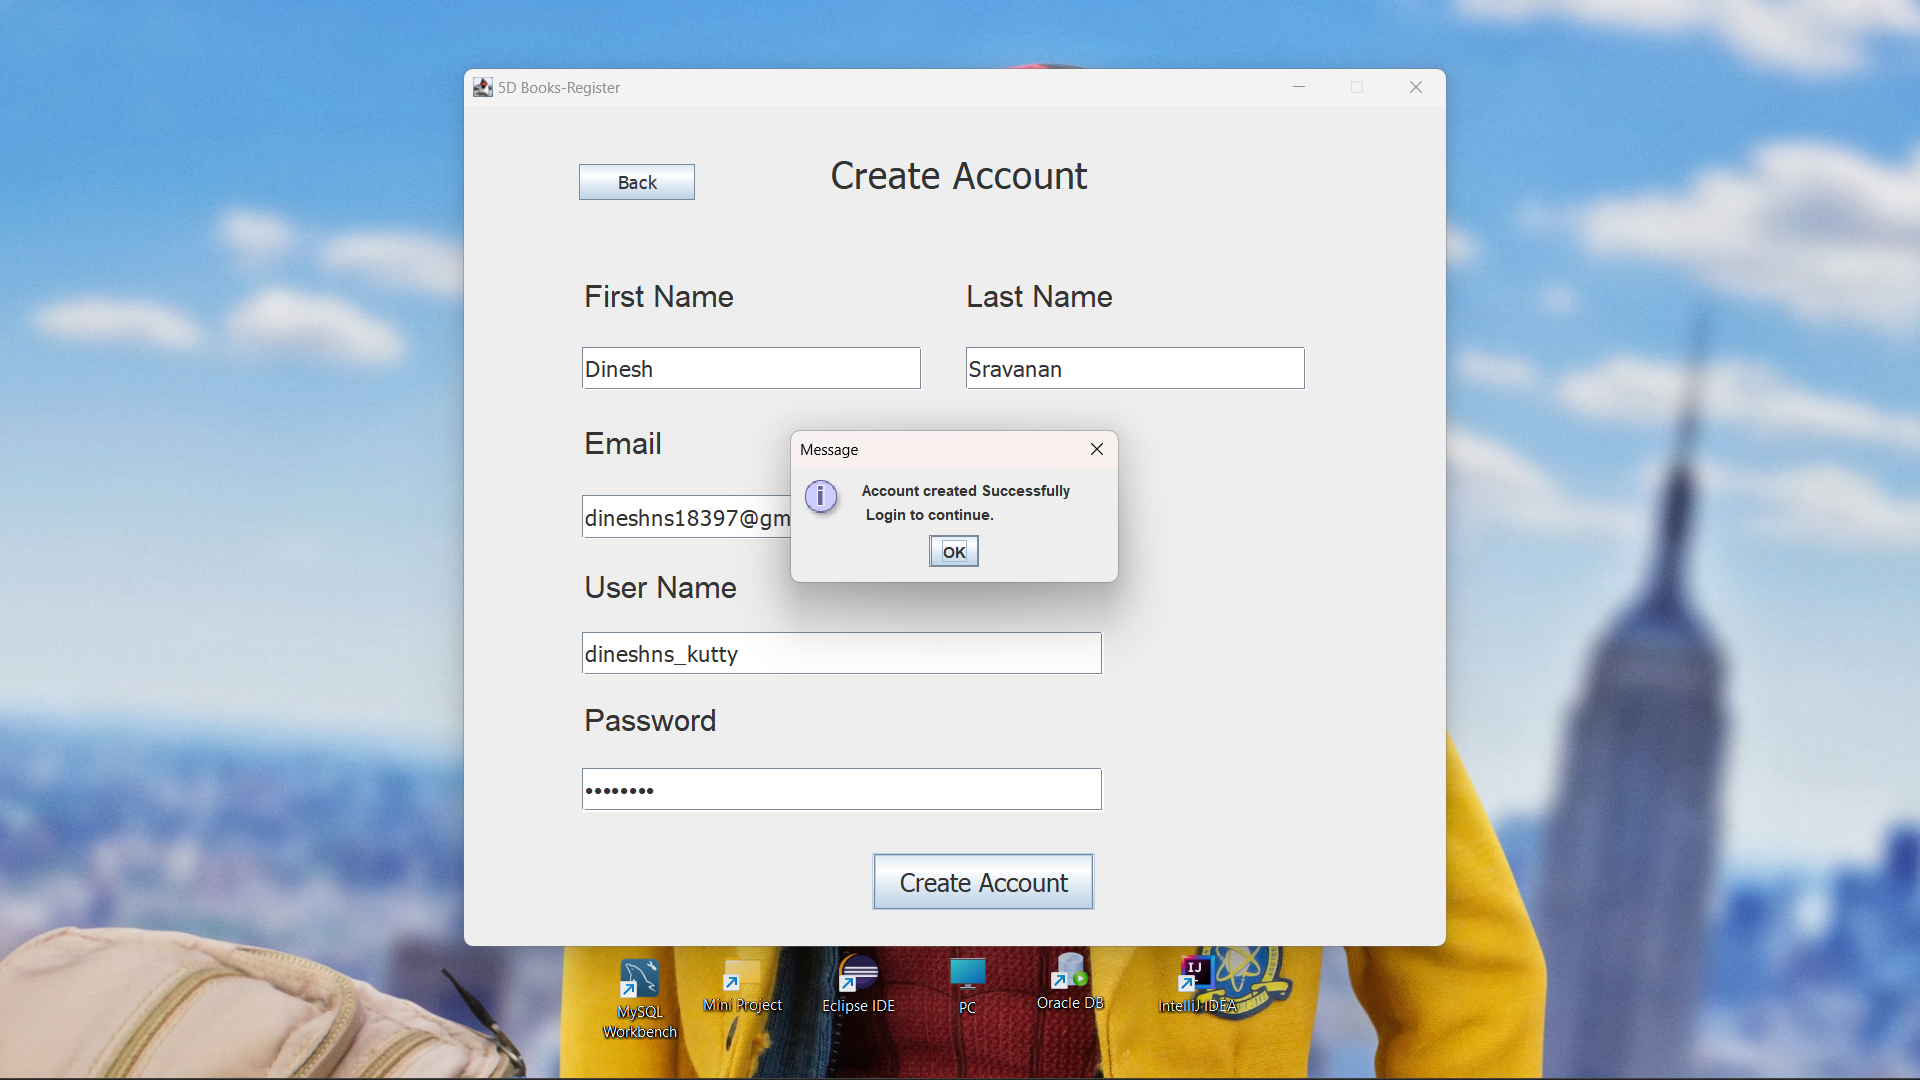 5D Books-Register
Back
Create Account
First Name
Last Name
Dinesh
Sravanan
Email
Message
dineshns18397@gm
Account created Successfully
Login to continue.
OK
User Name
dineshns_kutty
Password
••••••••
Create Account
MySQL
Workbench
Mini Project
Eclipse IDE
PC
Oracle DB
IJ
IntelliJ IDEA